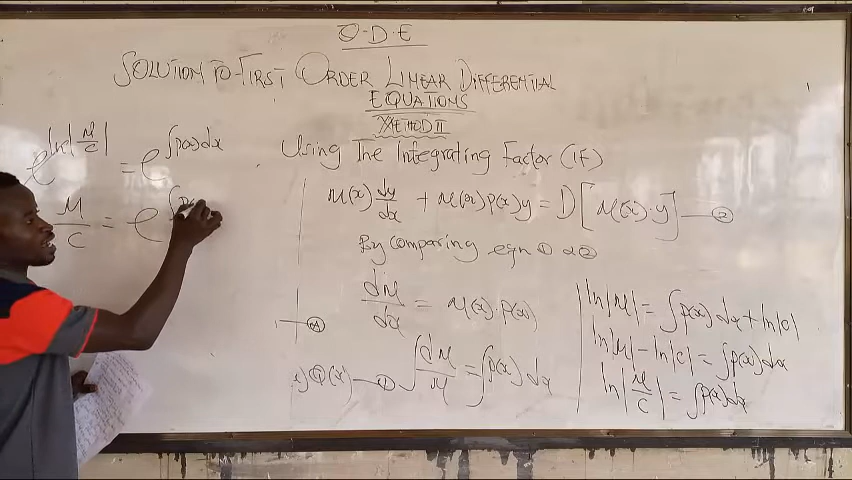 O.D.E
SOLUTION TO FIRST ORDER LINEAR DIFFERENTIAL
EQUATIONS
METHOD II
Using The Integrating Factor (IF)
e^{ln|M/C|} = e^{∫p(x)dx}
M/C = e^{∫
M(x) dy/dx + M(x)p(x)y = D[M(x)·y] — ②
By comparing eqn ① & ②
dM/dx = M(x)·P(x)
∫dM/M = ∫P(x) dx
Q(x) — ①
ln|M| = ∫p(x) dx + ln|C|
ln|M| - ln|C| = ∫p(x)dx
ln|M/C| = ∫p(x)dx